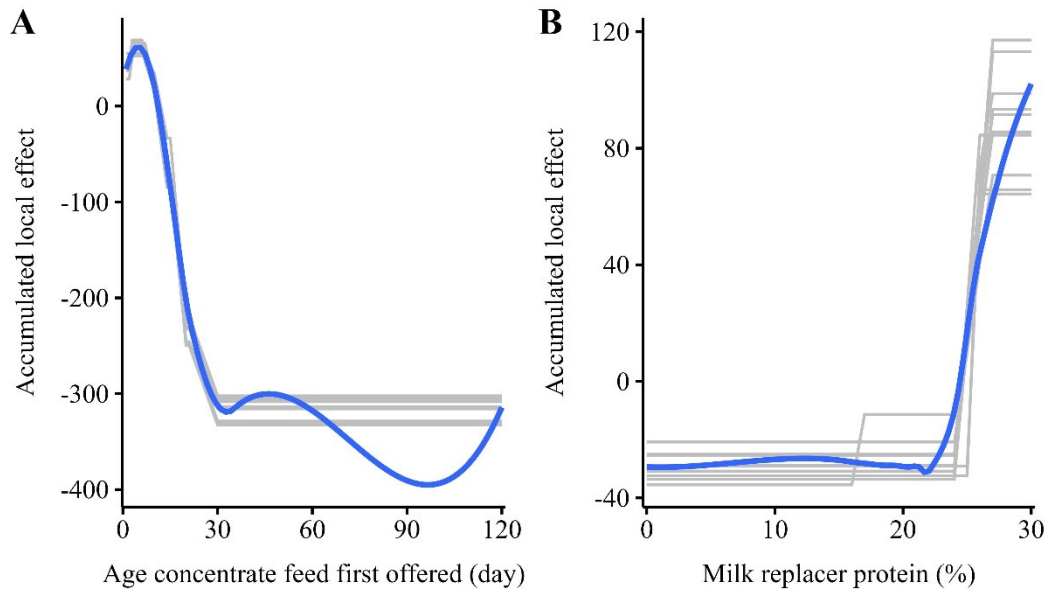 A
Accumulated local effect
0
-100
-200
-300
-400
0 30 60 90 120
Age concentrate feed first offered (day)
B
Accumulated local effect
120
80
40
0
-40
0 10 20 30
Milk replacer protein (%)